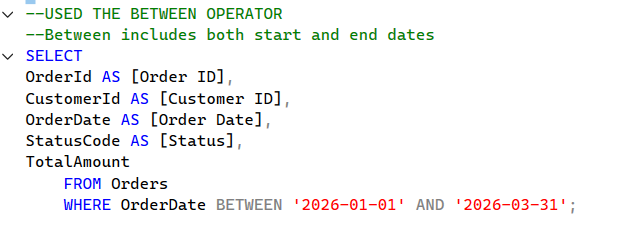 --USED THE BETWEEN OPERATOR
--Between includes both start and end dates
SELECT
OrderId AS [Order ID],
CustomerId AS [Customer ID],
OrderDate AS [Order Date],
StatusCode AS [Status],
TotalAmount
FROM Orders
WHERE OrderDate BETWEEN '2026-01-01' AND '2026-03-31';